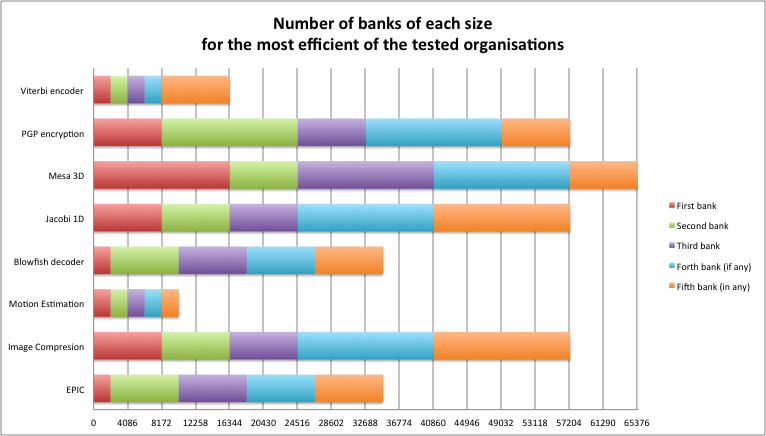 Number of banks of each size
for the most efficient of the tested organisations
Viterbi encoder
PGP encryption
Mesa 3D
Jacobi 1D
Blowfish decoder
Motion Estimation
Image Compresion
EPIC
0 4086 8172 12258 16344 20430 24516 28602 32688 36774 40860 44946 49032 53118 57204 61290 65376
First bank
Second bank
Third bank
Forth bank (if any)
Fifth bank (in any)